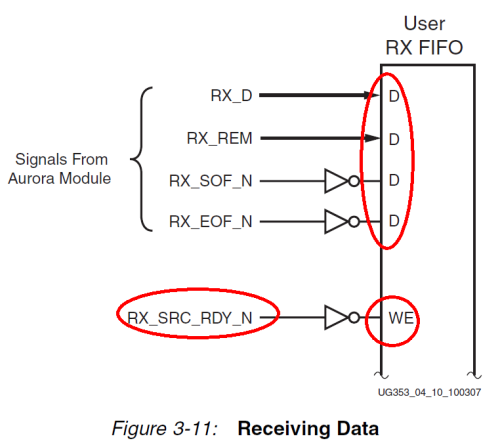 User
RX FIFO
RX_D
D
RX_REM
D
Signals From
Aurora Module
RX_SOF_N
D
RX_EOF_N
D
RX_SRC_RDY_N
WE
UG353_04_10_100307
Figure 3-11: Receiving Data